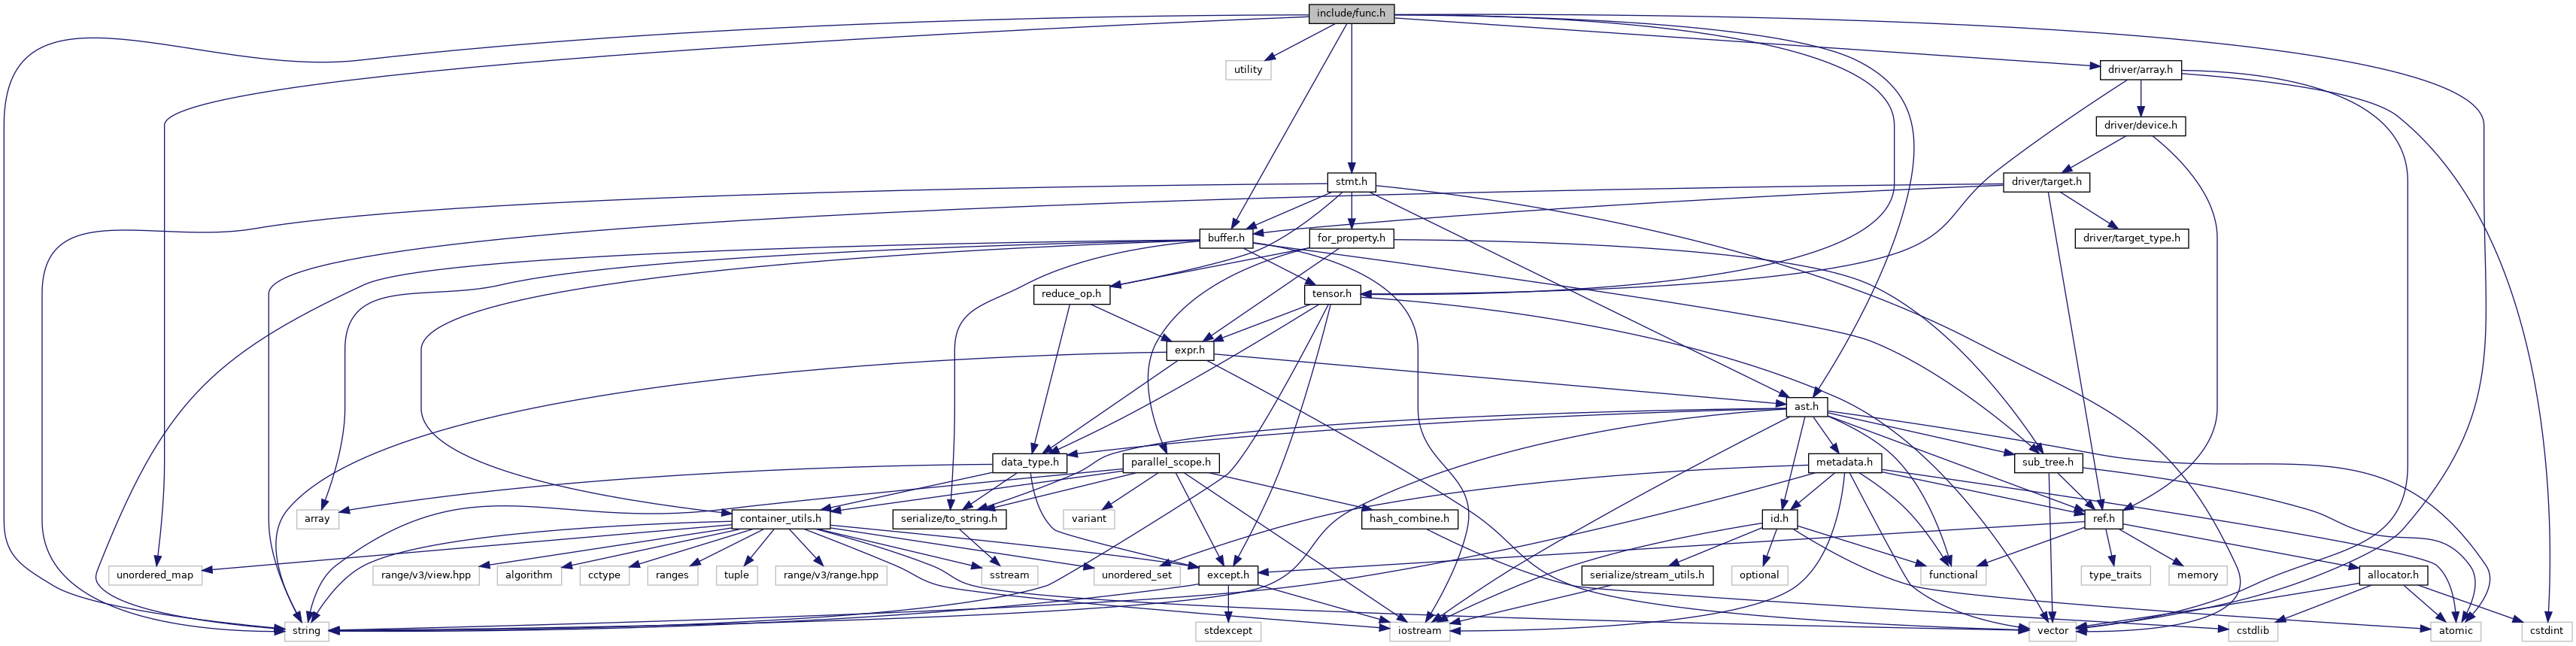 include/func.h
utility
driver/array.h
driver/device.h
stmt.h
driver/target.h
buffer.h
for_property.h
driver/target_type.h
reduce_op.h
tensor.h
expr.h
ast.h
data_type.h
parallel_scope.h
metadata.h
sub_tree.h
array
container_utils.h
serialize/to_string.h
variant
hash_combine.h
id.h
ref.h
unordered_map
range/v3/view.hpp
algorithm
cctype
ranges
tuple
range/v3/range.hpp
sstream
unordered_set
except.h
serialize/stream_utils.h
optional
functional
type_traits
memory
allocator.h
string
stdexcept
iostream
vector
cstdlib
atomic
cstdint